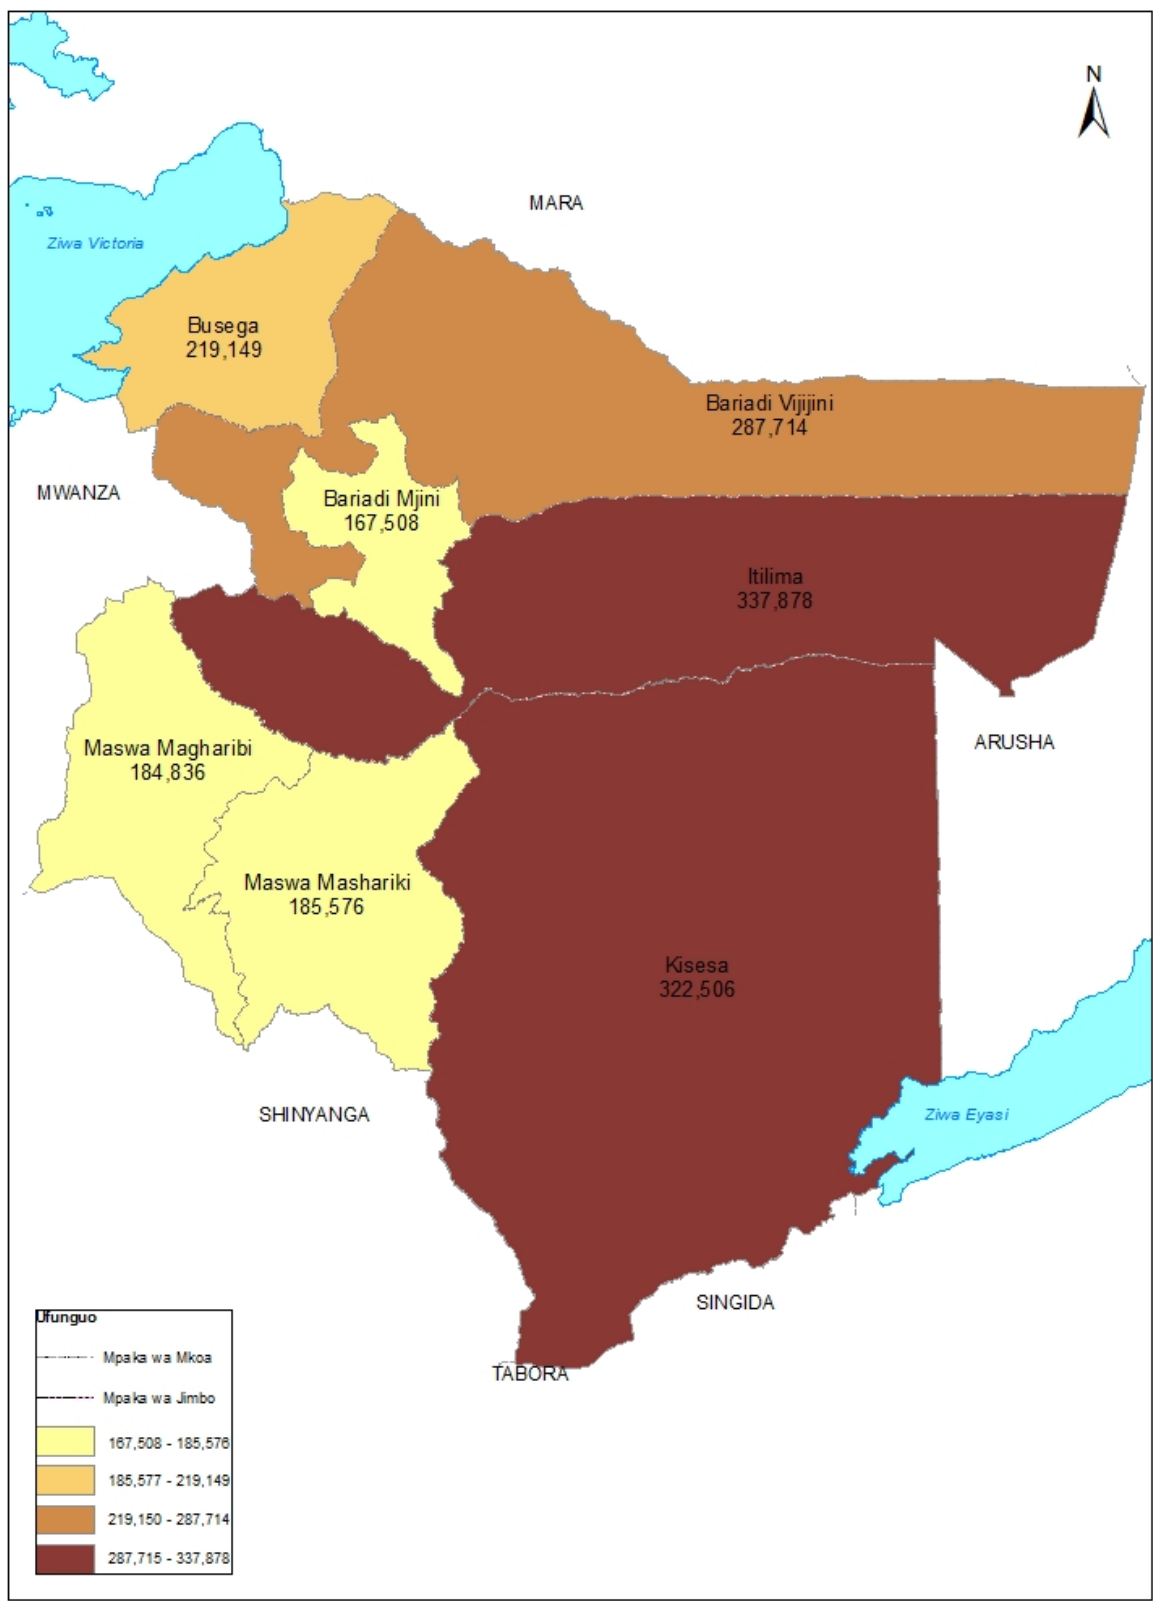 N
MARA
Ziwa Victoria
Busega
219,149
Bariadi Vijijini
287,714
MWANZA
Bariadi Mjini
167,508
Itilima
337,878
Maswa Magharibi
184,836
ARUSHA
Maswa Mashariki
185,576
Kisesa
322,506
SHINYANGA
Ziwa Eyasi
SINGIDA
TABORA
Ufunguo
Mpaka wa Mkoa
Mpaka wa Jimbo
167,508 - 185,576
185,577 - 219,149
219,150 - 287,714
287,715 - 337,878